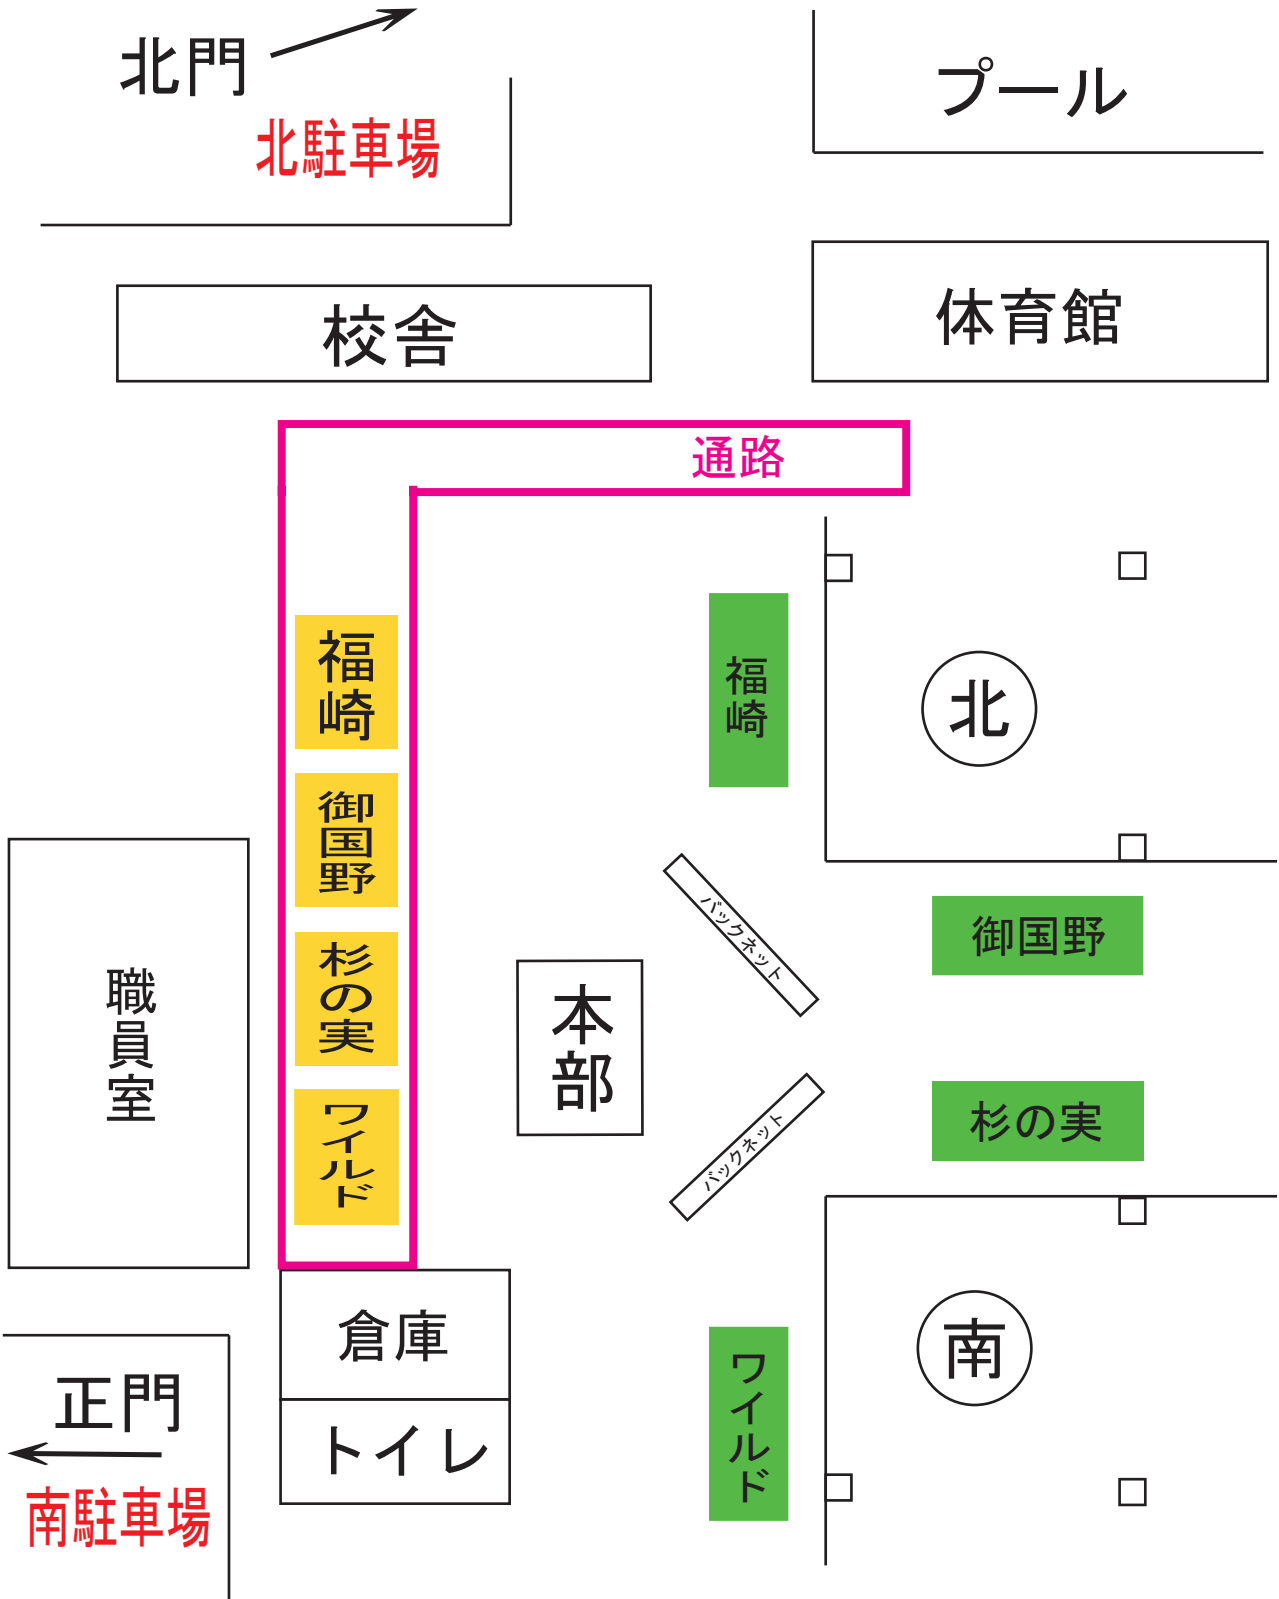 北門
プール
北駐車場
校舎
体育館
通路
福崎
御国野
杉の実
ワイルド
福崎
北
バックネット
御国野
職員室
本部
杉の実
バックネット
倉庫
ワイルド
南
正門
トイレ
南駐車場